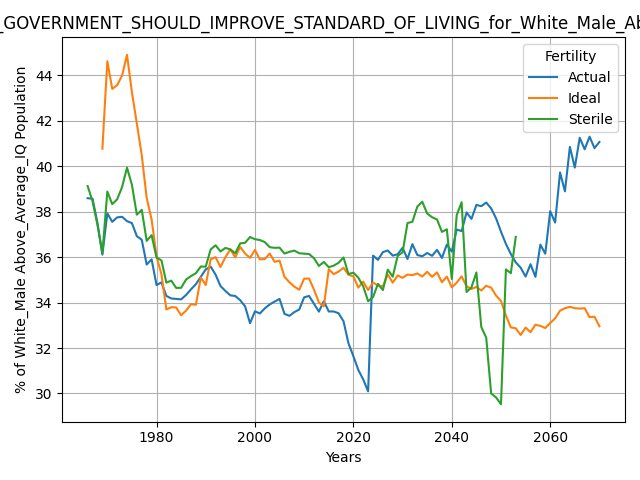 _GOVERNMENT_SHOULD_IMPROVE_STANDARD_OF_LIVING_for_White_Male_Ab
% of White_Male Above_Average_IQ Population
44
42
40
38
36
34
32
30
Fertility
Actual
Ideal
Sterile
1980
2000
2020
2040
2060
Years